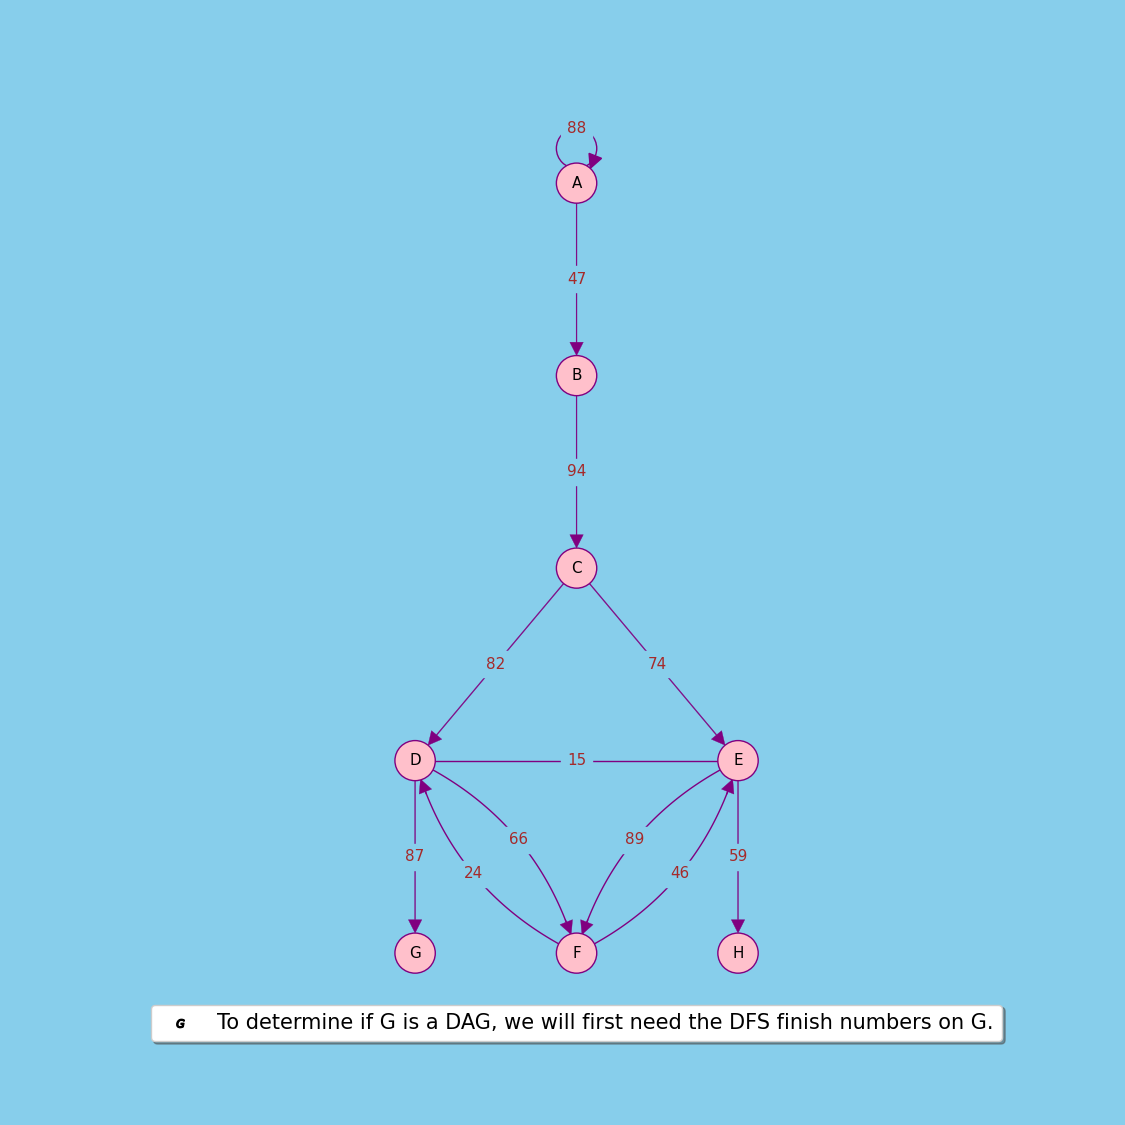 88
A
47
B
94
C
82 74
D 15 E
66 89
87 24 46 59
G F H
G To determine if G is a DAG, we will first need the DFS finish numbers on G.